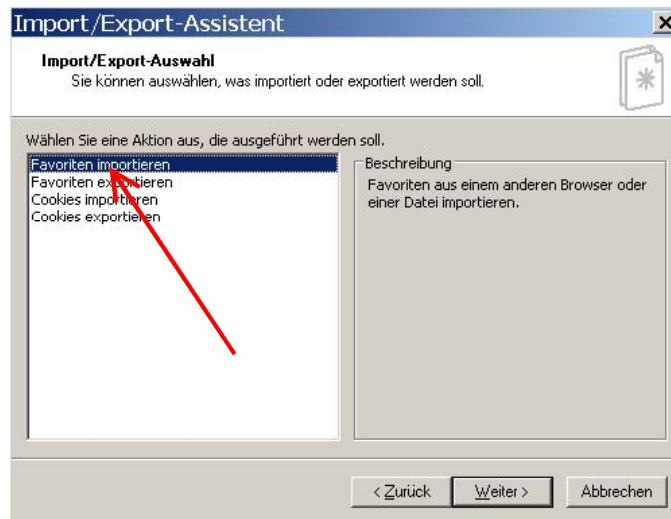 Import/Export-Assistent
Import/Export-Auswahl
Sie können auswählen, was importiert oder exportiert werden soll.
Wählen Sie eine Aktion aus, die ausgeführt werden soll.
Favoriten importieren
Favoriten exportieren
Cookies importieren
Cookies exportieren
Beschreibung
Favoriten aus einem anderen Browser oder
einer Datei importieren.
< Zurück
Weiter >
Abbrechen